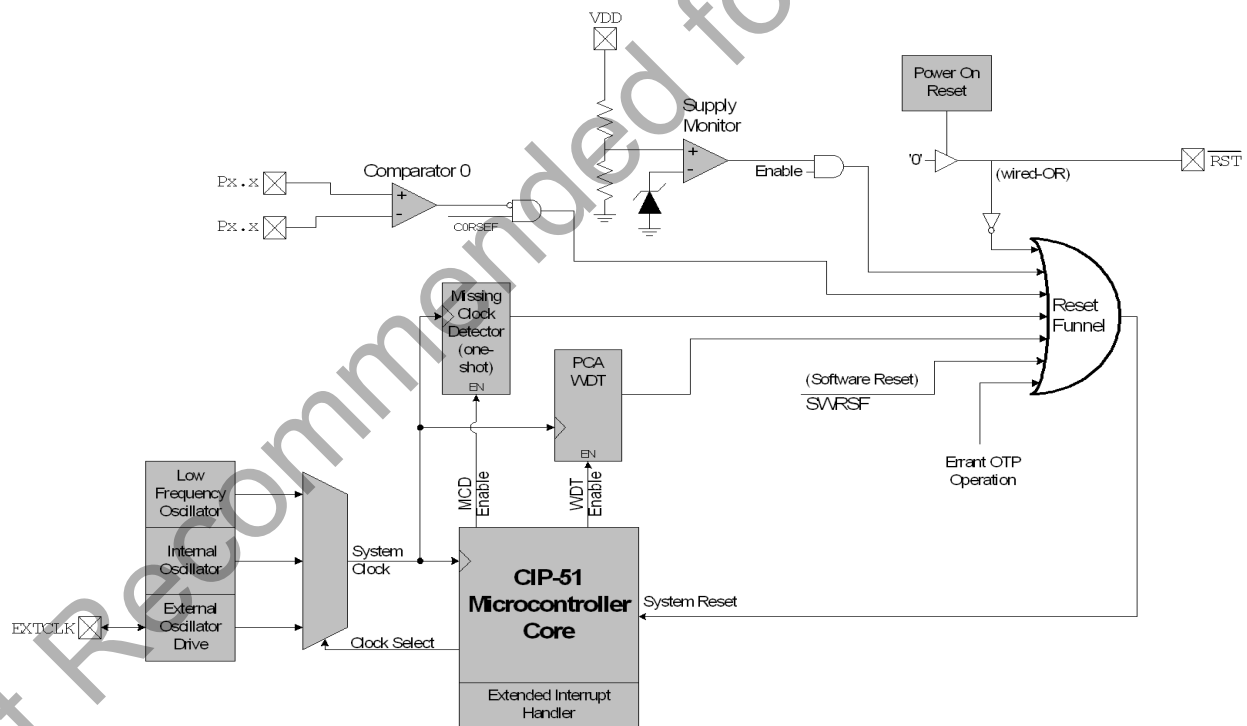 VDD
Power On
Reset
Supply
Monitor
+
-
Enable
'0'
RST
(wired-OR)
Comparator 0
Px.x
+
-
Px.x
C0RSEF
Missing
Clock
Detector
(one-
shot)
EN
Reset
Funnel
PCA
WDT
EN
(Software Reset)
SWRSF
Errant OTP
Operation
MCD
Enable
WDT
Enable
Low
Frequency
Oscillator
Internal
Oscillator
External
Oscillator
Drive
EXTCLK
System
Clock
Clock Select
CIP-51
Microcontroller
Core
System Reset
Extended Interrupt
Handler
Recommended fo